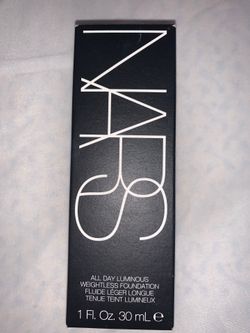 NARS
ALL DAY LUMINOUS
WEIGHTLESS FOUNDATION
FLUIDE LÉGER LONGUE
TENUE TEINT LUMINEUX
1 FL. Oz. 30 mL ℮